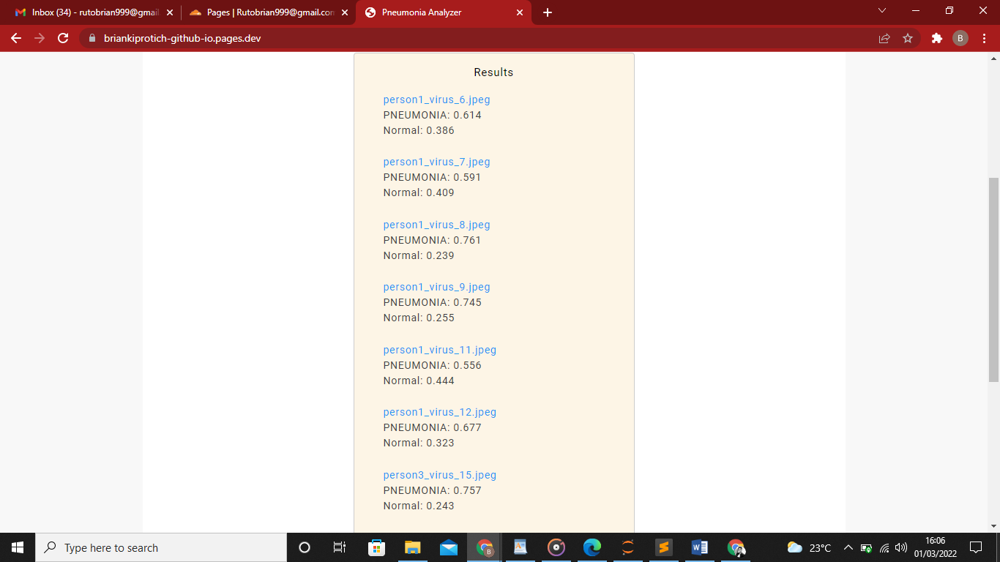 Inbox (34) - rutobrian999@gmail
Pages | Rutobrian999@gmail.con
Pneumonia Analyzer
briankiprotich-github-io.pages.dev
B
Results
person1_virus_6.jpeg
PNEUMONIA: 0.614
Normal: 0.386
person1_virus_7.jpeg
PNEUMONIA: 0.591
Normal: 0.409
person1_virus_8.jpeg
PNEUMONIA: 0.761
Normal: 0.239
person1_virus_9.jpeg
PNEUMONIA: 0.745
Normal: 0.255
person1_virus_11.jpeg
PNEUMONIA: 0.556
Normal: 0.444
person1_virus_12.jpeg
PNEUMONIA: 0.677
Normal: 0.323
person3_virus_15.jpeg
PNEUMONIA: 0.757
Normal: 0.243
Type here to search
23°C
16:06
01/03/2022